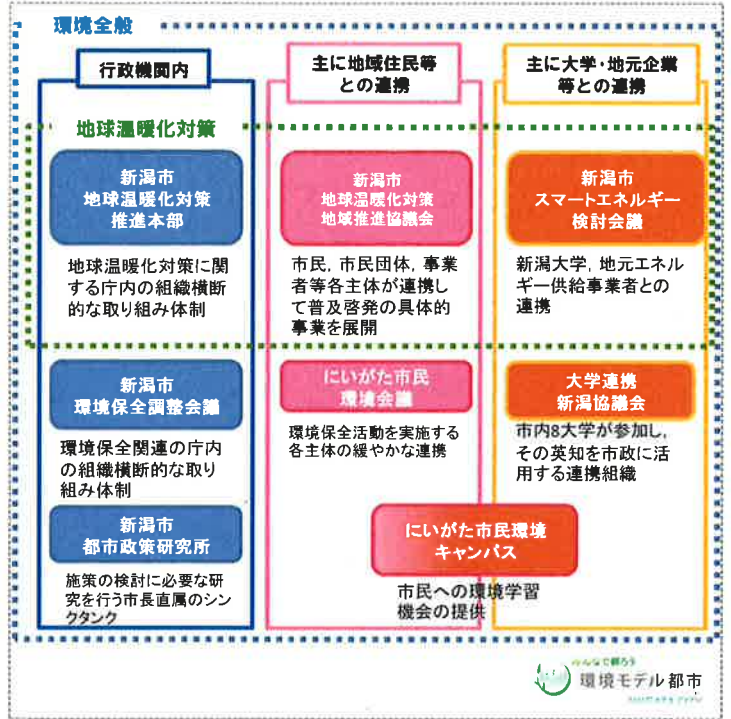 環境全般
行政機関内
主に地域住民等
との連携
主に大学・地元企業
等との連携
地球温暖化対策
新潟市
地球温暖化対策
推進本部
地球温暖化対策に関
する庁内の組織横断
的な取り組み体制
新潟市
地球温暖化対策
地域推進協議会
市民，市民団体，事業
者等各主体が連携し
て普及啓発の具体的
事業を展開
新潟市
スマートエネルギー
検討会議
新潟大学，地元エネル
ギー供給事業者との
連携
新潟市
環境保全調整会議
環境保全関連の庁内
の組織横断的な取り
組み体制
にいがた市民
環境会議
環境保全活動を実施する
各主体の緩やかな連携
大学連携
新潟協議会
市内8大学が参加し，
その英知を市政に活
用する連携組織
新潟市
都市政策研究所
施策の検討に必要な研
究を行う市長直属のシン
クタンク
にいがた市民環境
キャンパス
市民への環境学習
機会の提供
みんなで創ろう
環境モデル都市